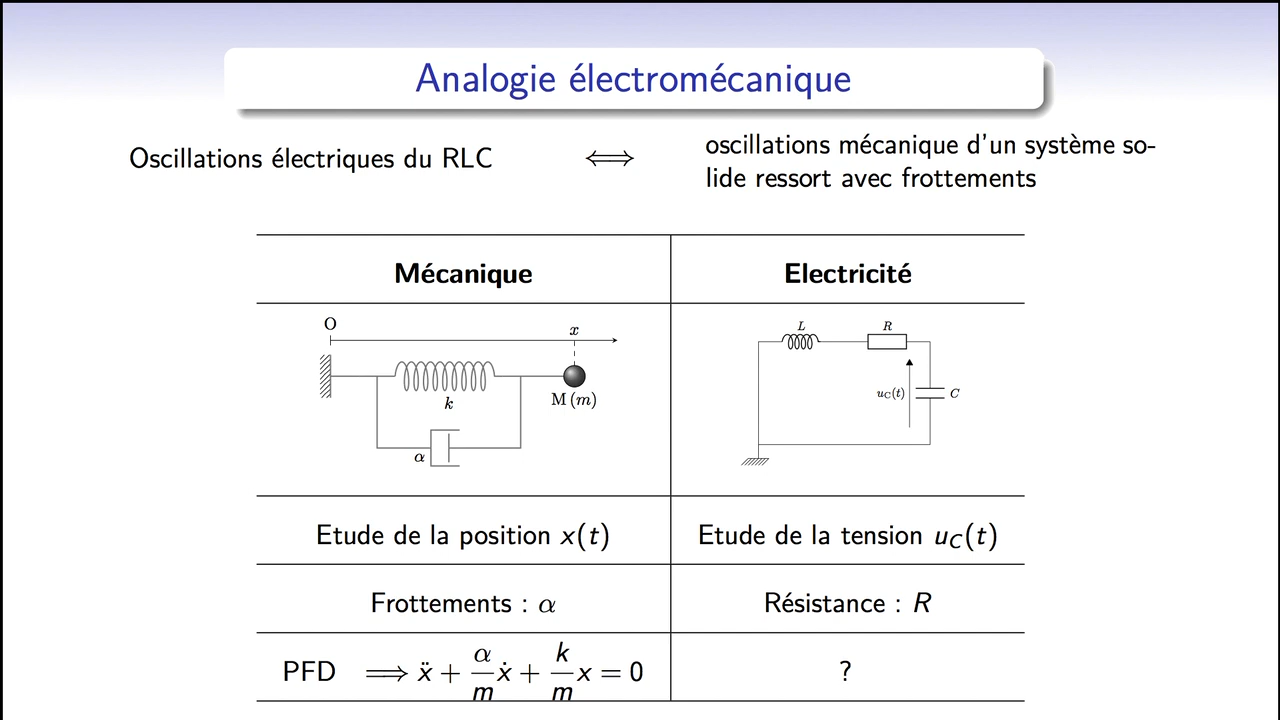 Analogie électromécanique
Oscillations électriques du RLC ⟺ oscillations mécanique d'un système so-
lide ressort avec frottements
Mécanique
Electricité
O
x
k
M (m)
α
L
R
u_C(t)
C
Etude de la position x(t)
Etude de la tension u_C(t)
Frottements : α
Résistance : R
PFD ⟹ ẍ + α/m ẋ + k/m x = 0
?